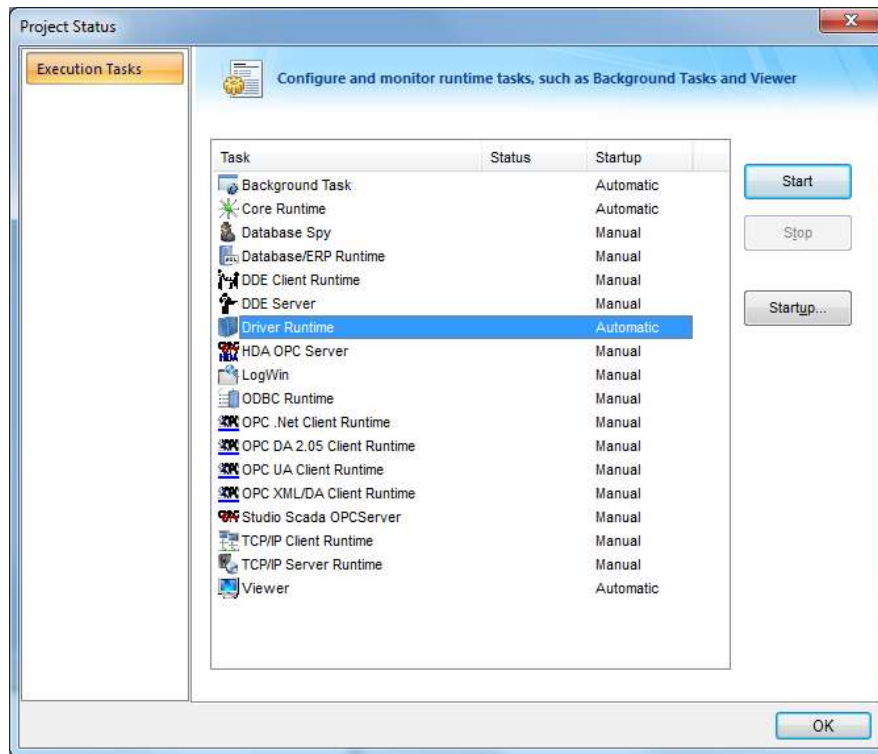 Project Status
Execution Tasks
Configure and monitor runtime tasks, such as Background Tasks and Viewer
Task Status Startup
Background Task Automatic
Core Runtime Automatic
Database Spy Manual
Database/ERP Runtime Manual
DDE Client Runtime Manual
DDE Server Manual
Driver Runtime Automatic
HDA OPC Server Manual
LogWin Manual
ODBC Runtime Manual
OPC .Net Client Runtime Manual
OPC DA 2.05 Client Runtime Manual
OPC UA Client Runtime Manual
OPC XML/DA Client Runtime Manual
Studio Scada OPCServer Manual
TCP/IP Client Runtime Manual
TCP/IP Server Runtime Manual
Viewer Automatic
Start
Stop
Startup...
OK